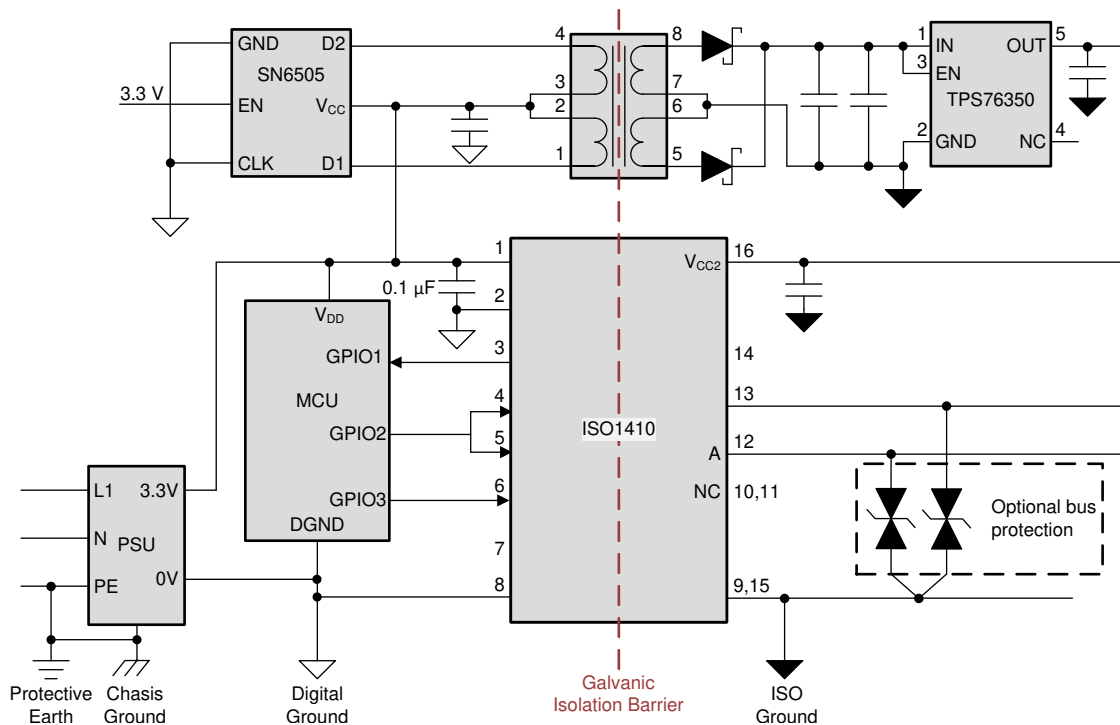 GND D2 4 8 1 IN OUT 5
SN6505 3 EN
3.3 V EN VCC 3 7 TPS76350
2 6
CLK D1 1 5 2 GND NC 4
1 VCC2 16
0.1 µF
2
VDD
GPIO1 3 14
MCU 4 13
GPIO2 ISO1410
5 A 12
L1 3.3V GPIO3 6 NC 10,11
DGND
Optional bus
protection
N PSU
7
PE 0V 8 9,15
Protective
Earth
Chasis
Ground
Digital
Ground
Galvanic
Isolation Barrier
ISO
Ground